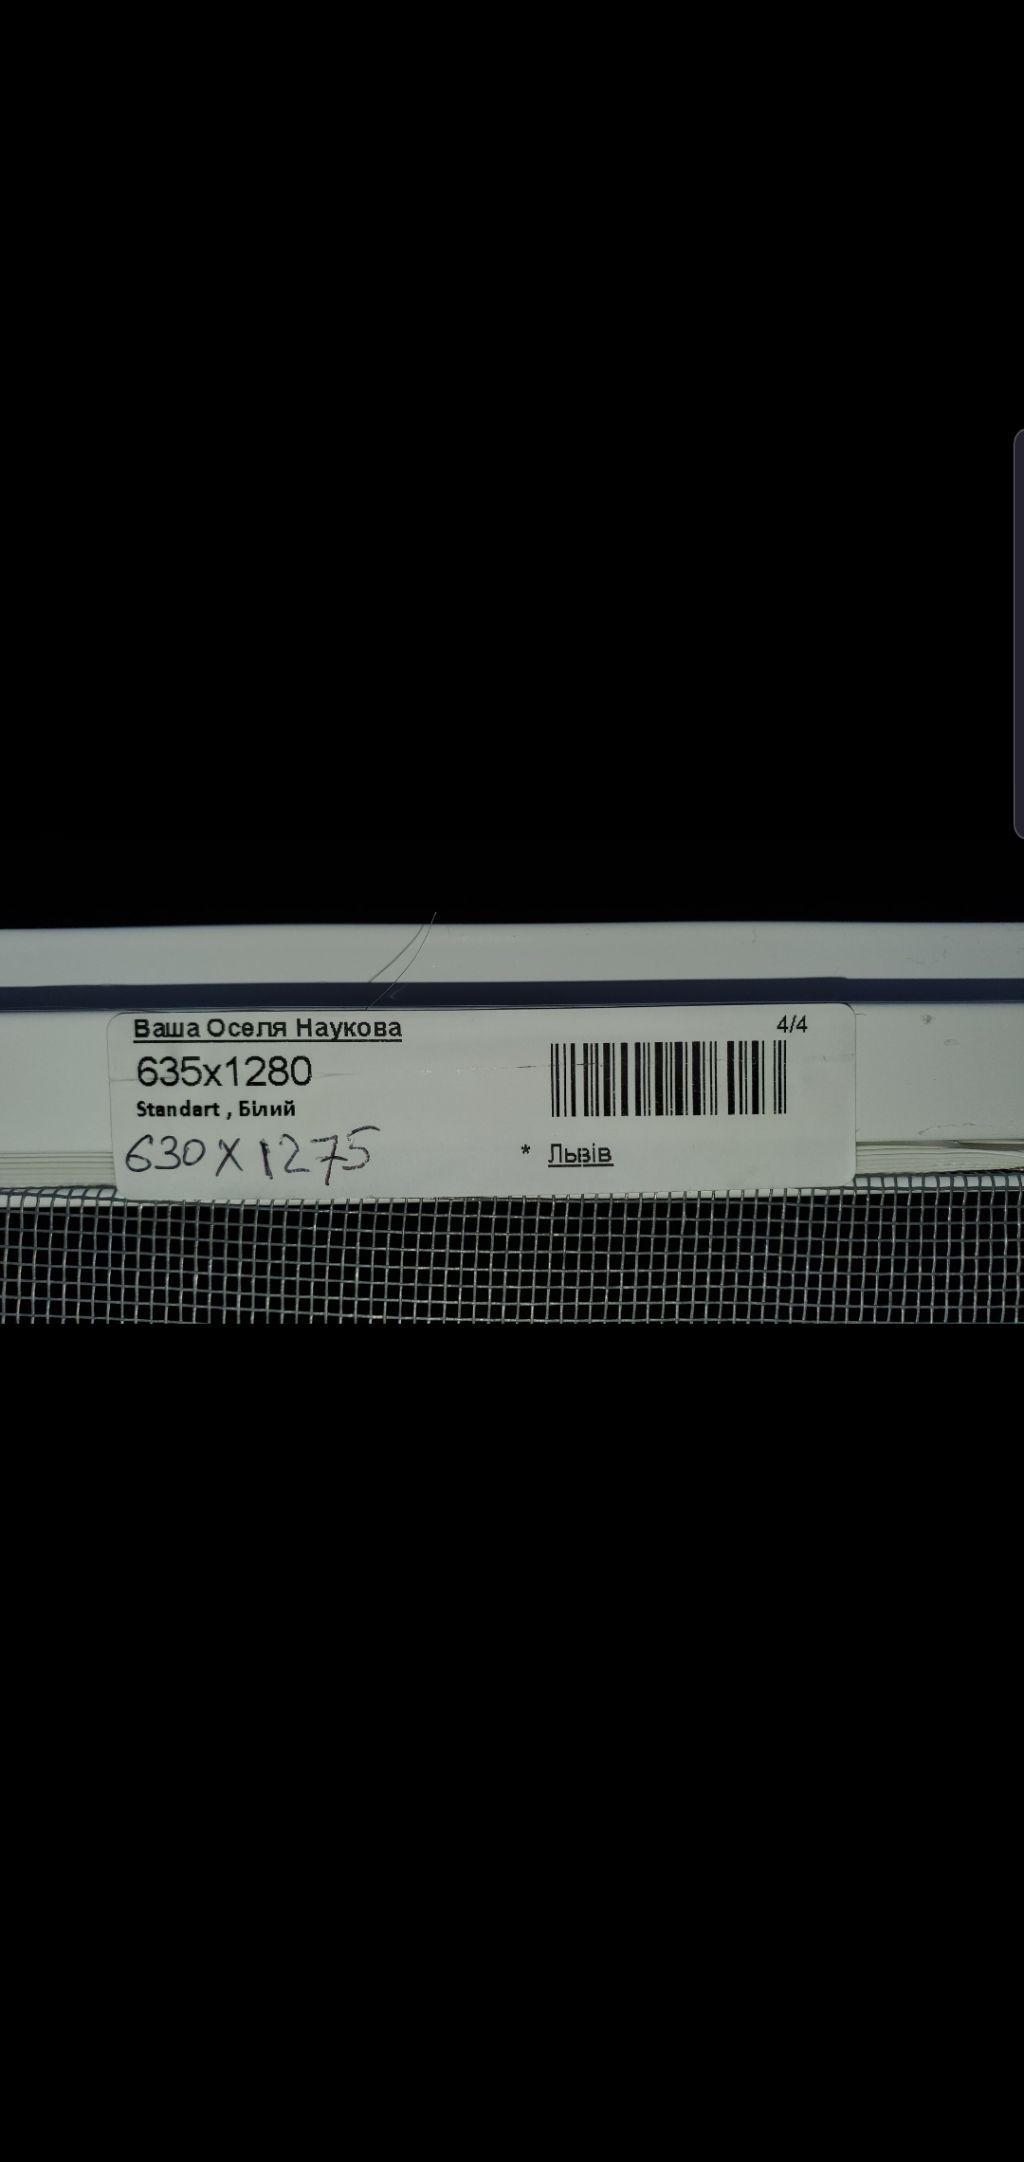 Ваша Оселя Наукова
4/4
635x1280
Standart , Білий
630 X 1275
* Львів